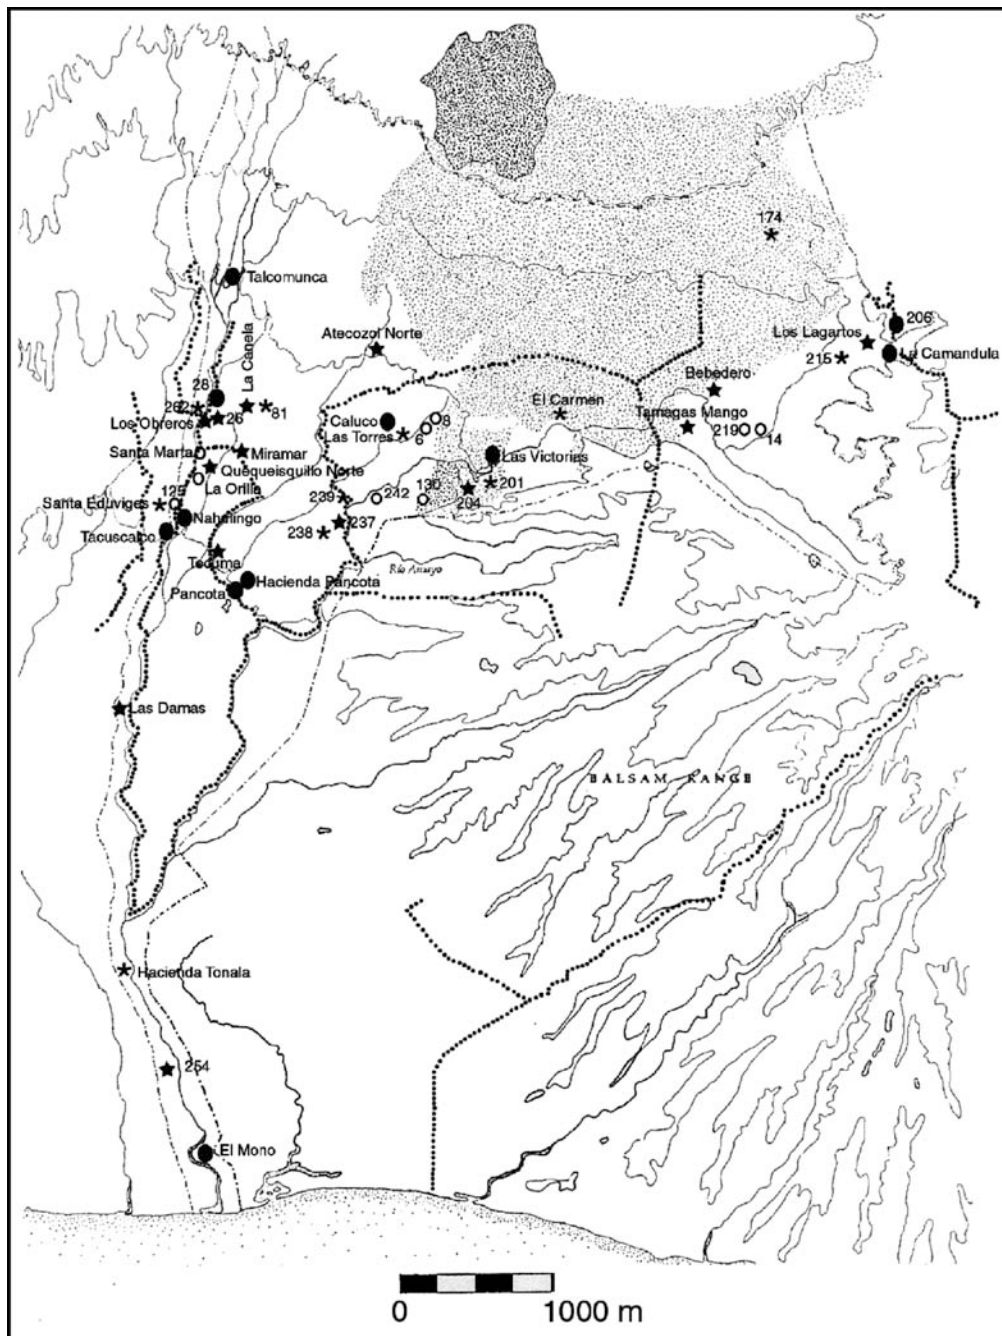 174
Talcomunca
206
Los Lagartos
Atecozol Norte
La Camandula
215
La Canela
28
Bebedero
262
El Carmen
26
81
Caluco
8
Los Obreros
Las Torres
6
Tamagas Mango
219
14
Santa Marta
Miramar
Las Victorias
Quequeisquillo Norte
La Orilla
201
125
239
242
130
204
Santa Eduviges
Nahulingo
237
Tacuscalco
238
Tecuma
Río Arroyo
Hacienda Pancota
Pancota
Las Damas
BALSAM RANGE
Hacienda Tonala
254
El Mono
0 1000 m